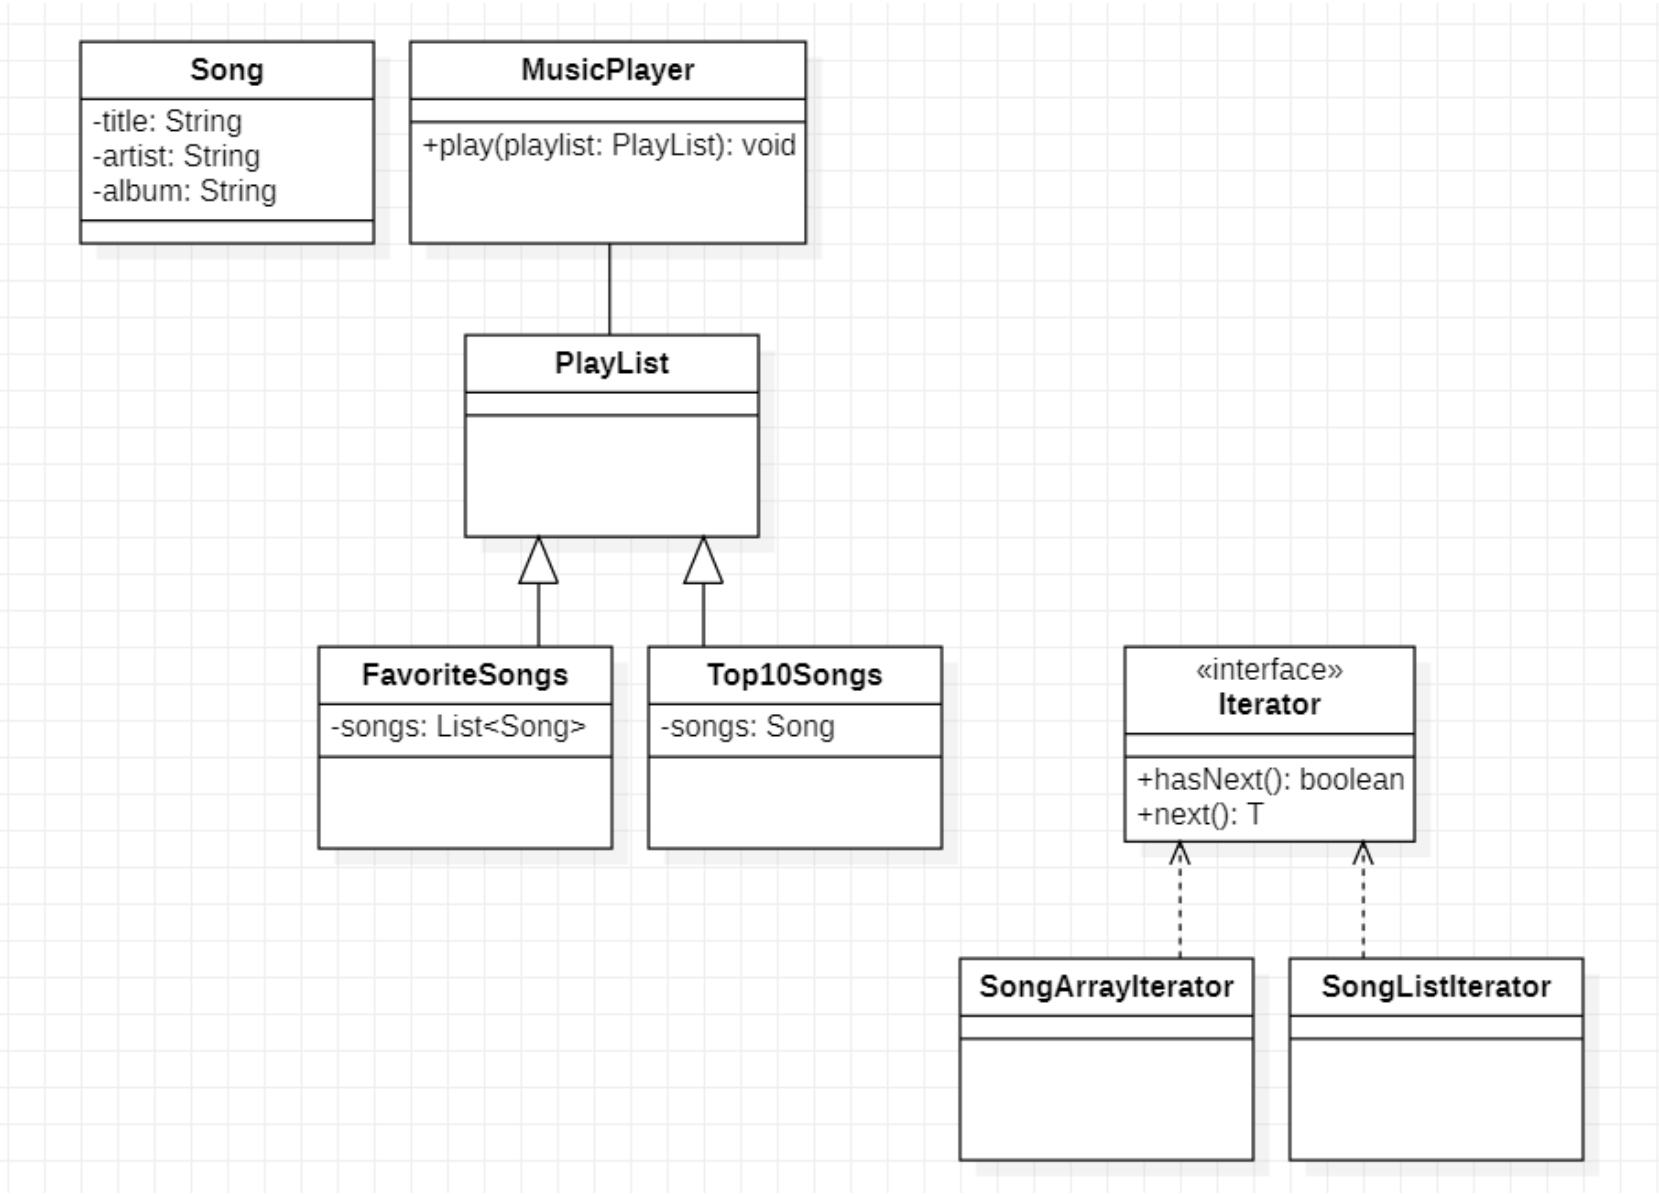 Song
-title: String
-artist: String
-album: String
MusicPlayer
+play(playlist: PlayList): void
PlayList
FavoriteSongs
-songs: List<Song>
Top10Songs
-songs: Song
«interface»
Iterator
+hasNext(): boolean
+next(): T
SongArrayIterator
SongListIterator